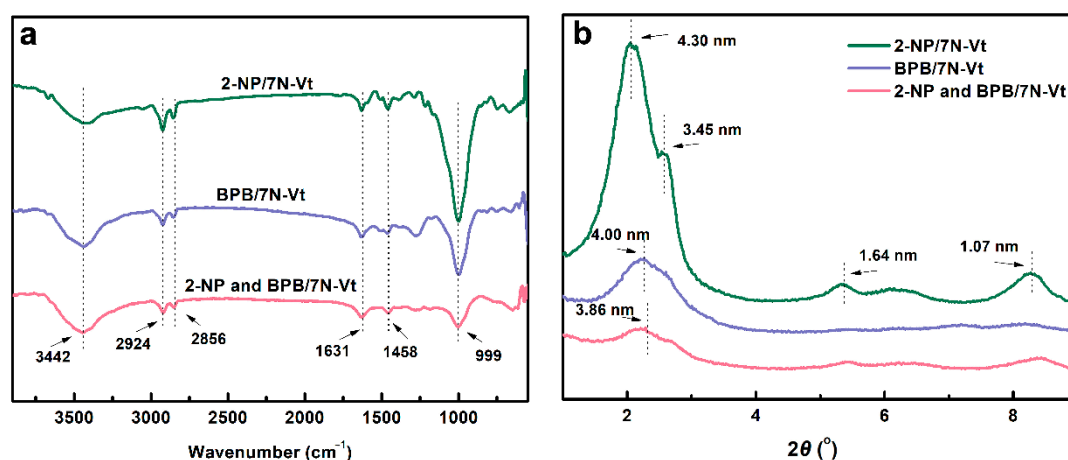 a
2-NP/7N-Vt
BPB/7N-Vt
2-NP and BPB/7N-Vt
3442
2924
2856
1631
1458
999
3500 3000 2500 2000 1500 1000
Wavenumber (cm⁻¹)
b
4.30 nm
2-NP/7N-Vt
BPB/7N-Vt
2-NP and BPB/7N-Vt
3.45 nm
4.00 nm
1.64 nm
1.07 nm
3.86 nm
2 4 6 8
2θ (°)